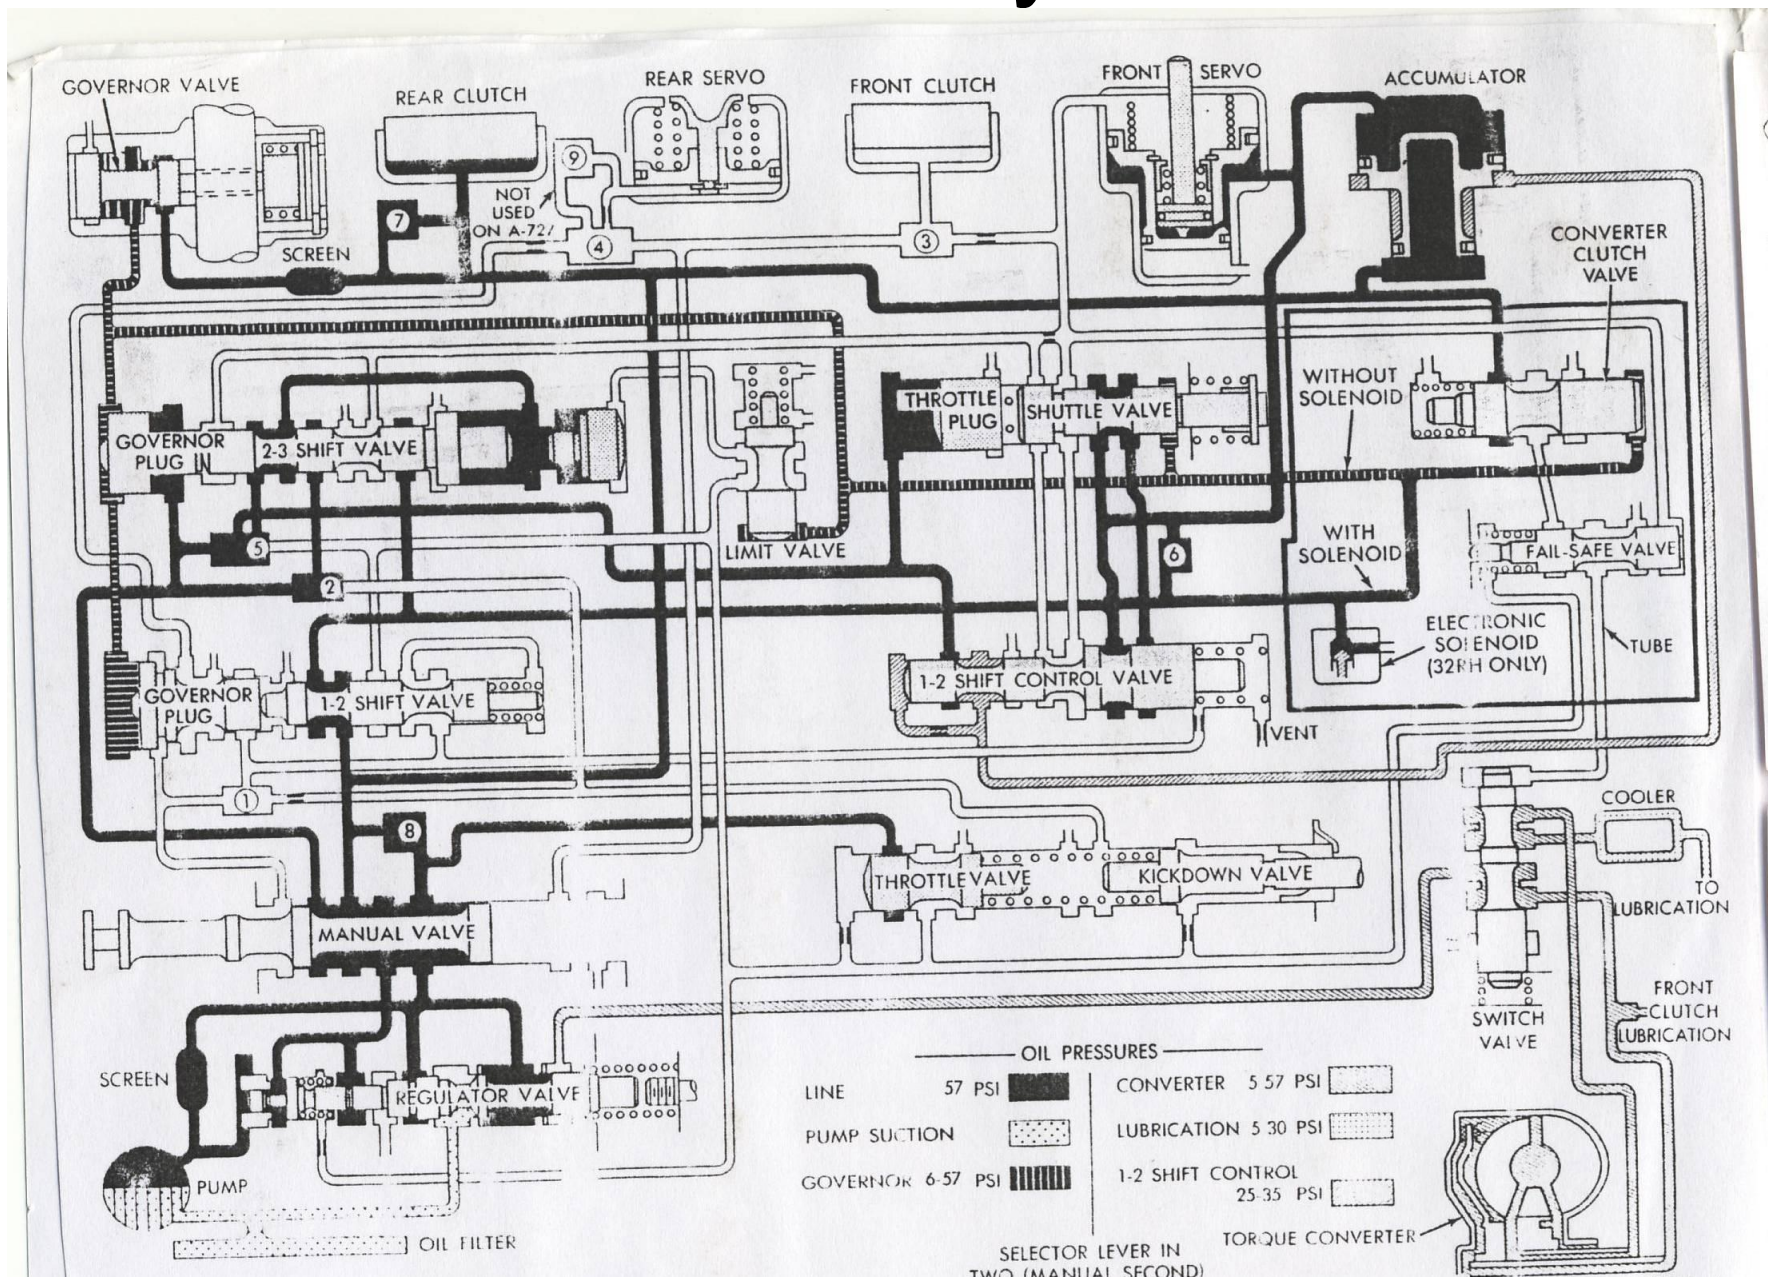 GOVERNOR VALVE
REAR CLUTCH
REAR SERVO
FRONT CLUTCH
FRONT SERVO
ACCUMULATOR
9
NOT
USED
ON A-727
7
4
3
SCREEN
CONVERTER
CLUTCH
VALVE
WITHOUT
SOLENOID
THROTTLE
PLUG
SHUTTLE VALVE
GOVERNOR
PLUG
2-3 SHIFT VALVE
LIMIT VALVE
5
6
WITH
SOLENOID
FAIL-SAFE VALVE
2
ELECTRONIC
SOLENOID
(32RH ONLY)
TUBE
GOVERNOR
PLUG
1-2 SHIFT VALVE
1-2 SHIFT CONTROL VALVE
VENT
1
8
COOLER
THROTTLE VALVE
KICKDOWN VALVE
TO
LUBRICATION
MANUAL VALVE
FRONT
CLUTCH
LUBRICATION
SWITCH
VALVE
SCREEN
REGULATOR VALVE
PUMP
OIL FILTER
OIL PRESSURES
LINE 57 PSI
PUMP SUCTION
GOVERNOR 6-57 PSI
CONVERTER 5 57 PSI
LUBRICATION 5 30 PSI
1-2 SHIFT CONTROL
25-35 PSI
TORQUE CONVERTER
SELECTOR LEVER IN
TWO (MANUAL SECOND)